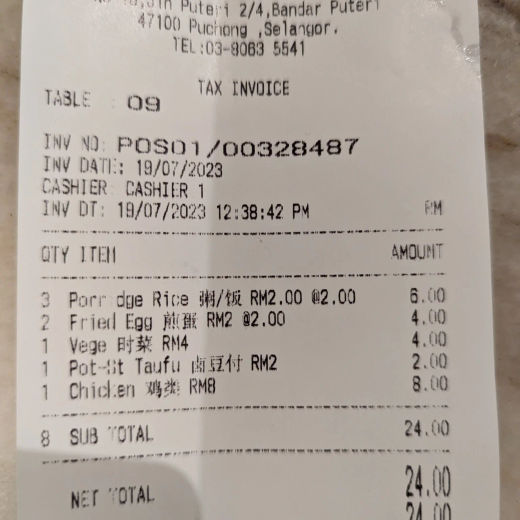 Puteri 2/4,Bandar Puteri
47100 Puchong ,Selangor.
TEL:03-8063 5541
TAX INVOICE
TABLE : 09
INV NO: POS01/00328487
INV DATE: 19/07/2023
CASHIER: CASHIER 1
INV DT: 19/07/2023 12:38:42 PM RM
QTY ITEM AMOUNT
3 Porridge Rice 粥/饭 RM2.00 @2.00 6.00
2 Fried Egg 煎蛋 RM2 @2.00 4.00
1 Vege 时菜 RM4 4.00
1 Pot-St Taufu 卤豆付 RM2 2.00
1 Chicken 鸡类 RM8 8.00
8 SUB TOTAL 24.00
NET TOTAL 24.00
24.00